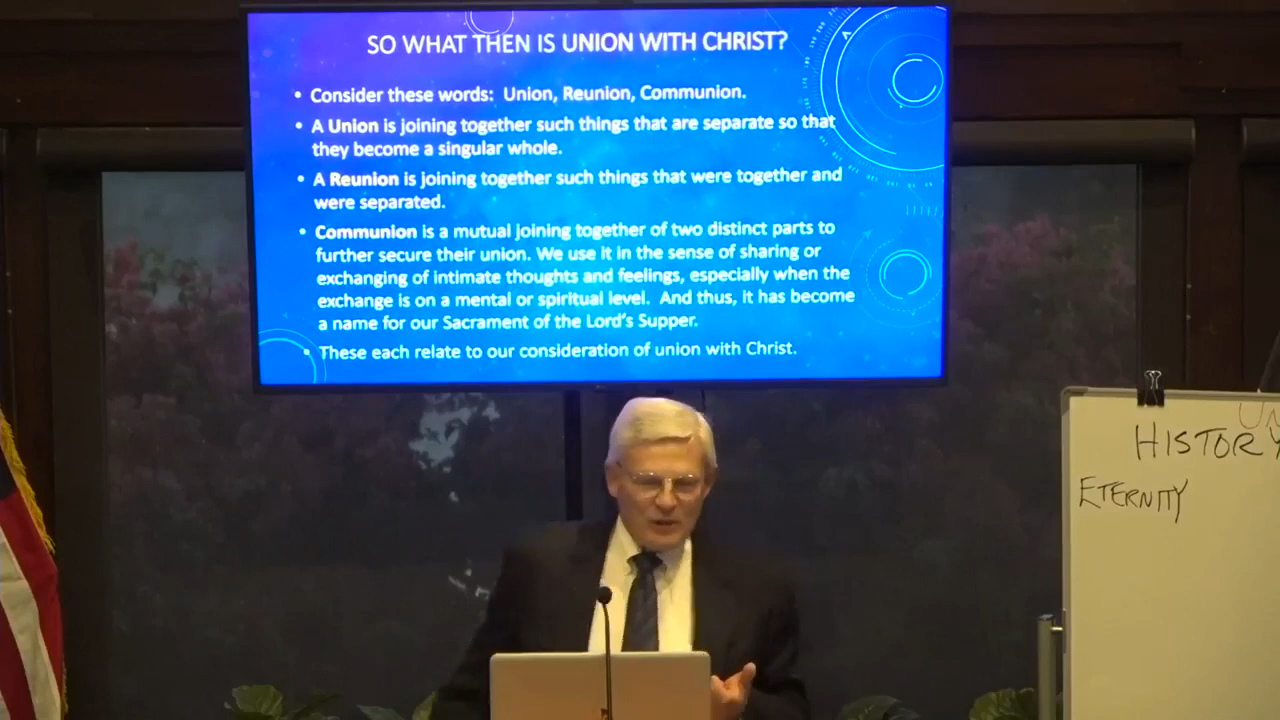 SO WHAT THEN IS UNION WITH CHRIST?
• Consider these words: Union, Reunion, Communion.
• A Union is joining together such things that are separate so that
they become a singular whole.
• A Reunion is joining together such things that were together and
were separated.
• Communion is a mutual joining together of two distinct parts to
further secure their union. We use it in the sense of sharing or
exchanging of intimate thoughts and feelings, especially when the
exchange is on a mental or spiritual level. And thus, it has become
a name for our Sacrament of the Lord's Supper.
• These each relate to our consideration of union with Christ.
HISTORY
ETERNITY